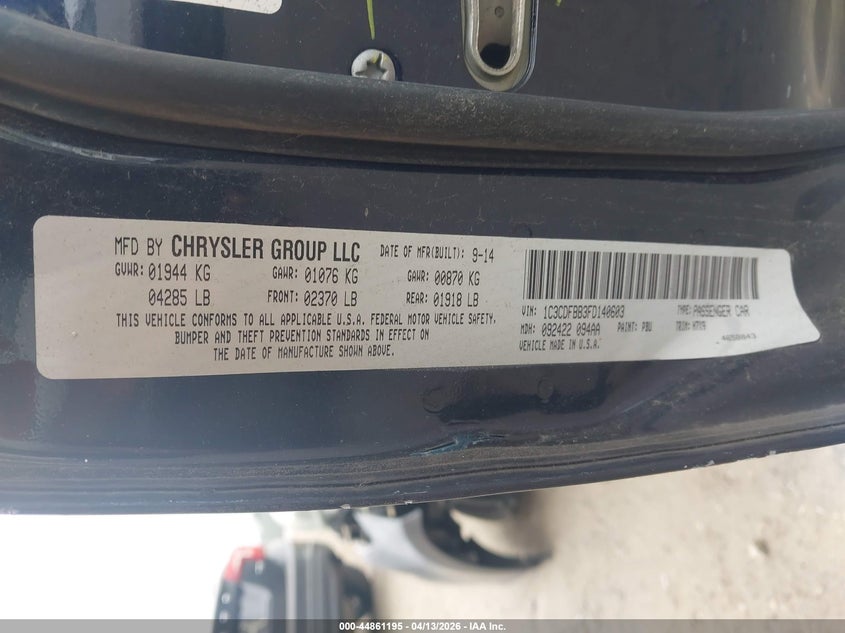 MFD BY CHRYSLER GROUP LLC DATE OF MFR(BUILT): 9-14
GVWR: 01944 KG GAWR: 01076 KG GAWR: 00870 KG
04285 LB FRONT: 02370 LB REAR: 01918 LB
THIS VEHICLE CONFORMS TO ALL APPLICABLE U.S.A. FEDERAL MOTOR VEHICLE SAFETY,
BUMPER AND THEFT PREVENTION STANDARDS IN EFFECT ON
THE DATE OF MANUFACTURE SHOWN ABOVE.
VIN: 1C3CDFBB3FD140603 TYPE: PASSENGER CAR
MDH: 092422 094AA PAINT: PBU TRIM: H7X9
VEHICLE MADE IN U.S.A. 4658843
000-44861195 - 04/13/2026 - IAA Inc.